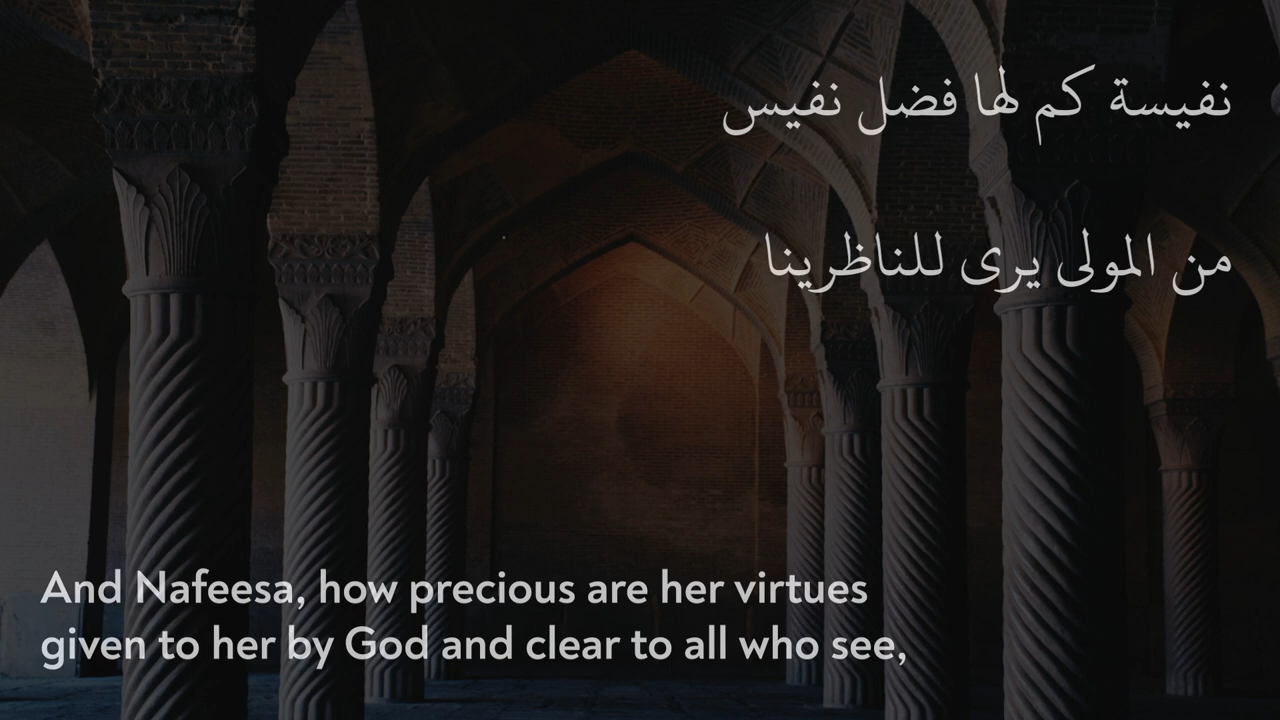 نفيسة كم لها فضل نفيس
من المولى يرى للناظرينا
And Nafeesa, how precious are her virtues
given to her by God and clear to all who see,